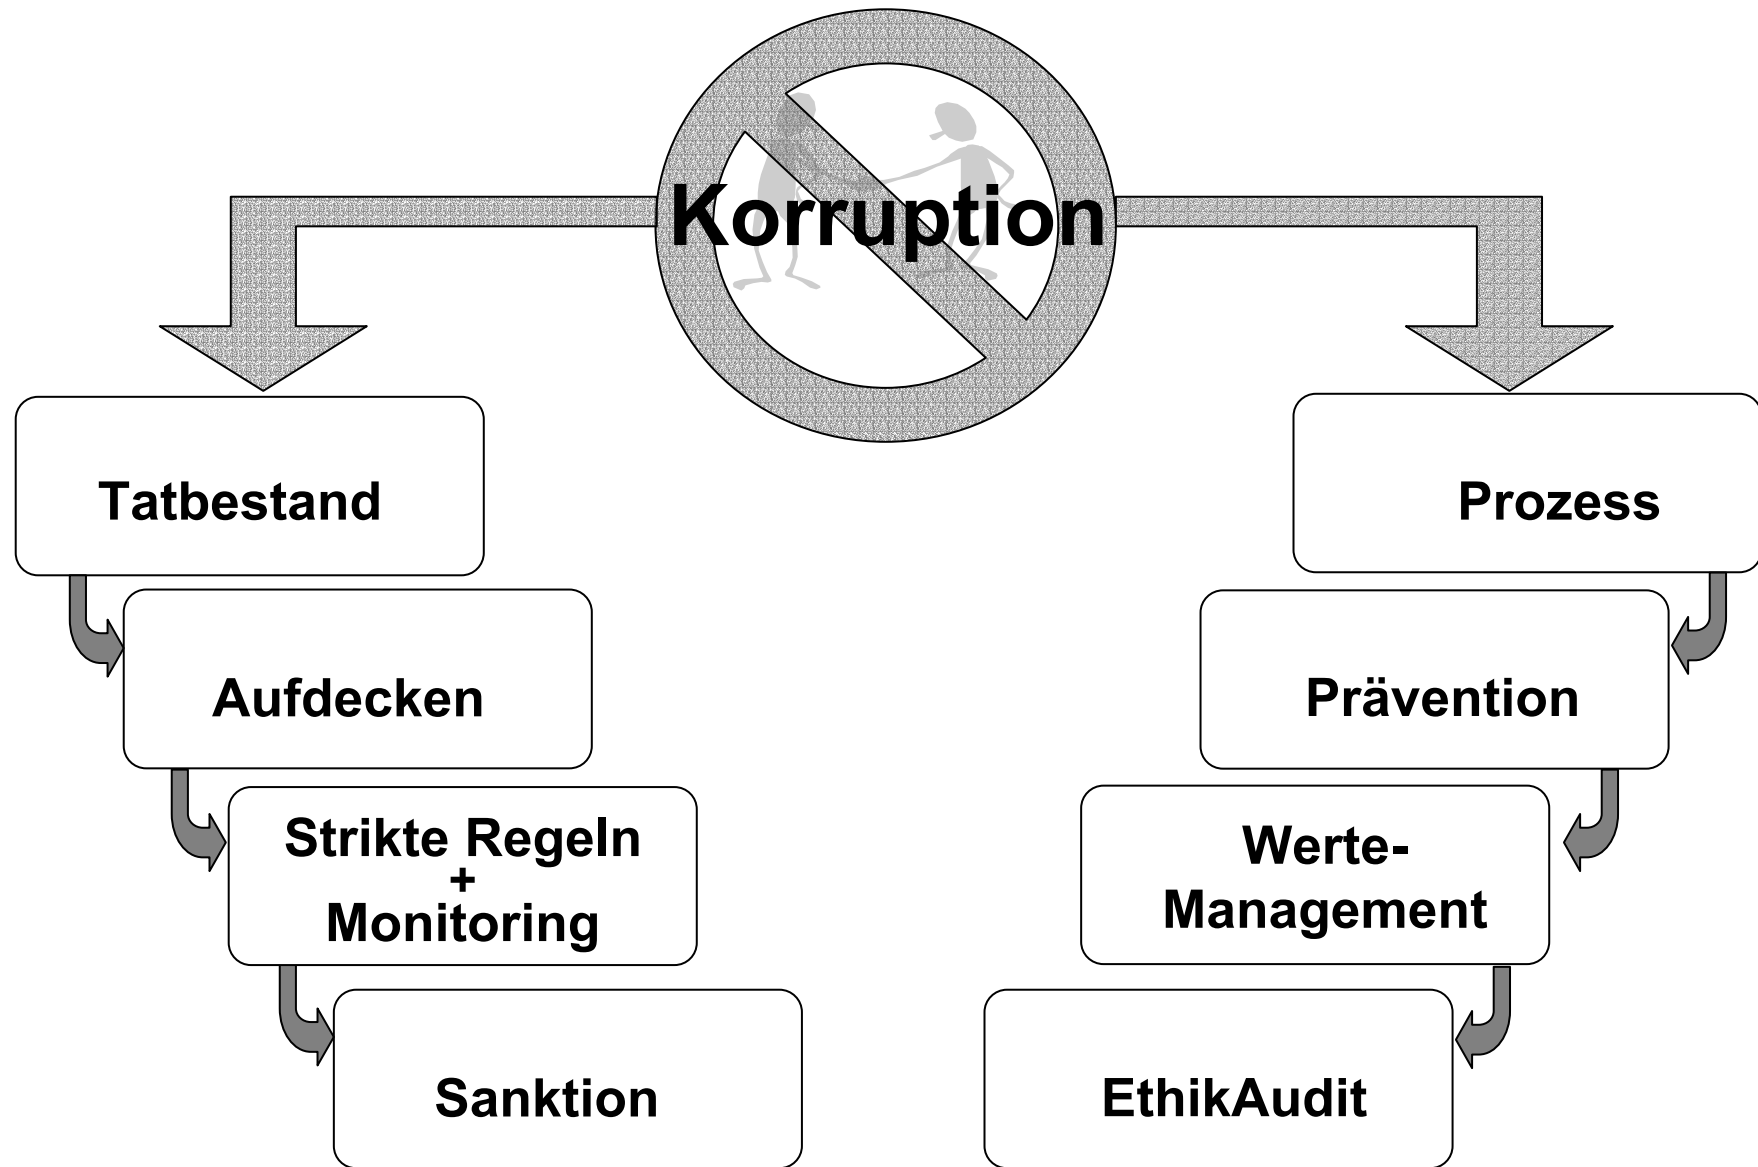 Korruption
Tatbestand
Aufdecken
Strikte Regeln
+
Monitoring
Sanktion
Prozess
Prävention
Werte-
Management
EthikAudit